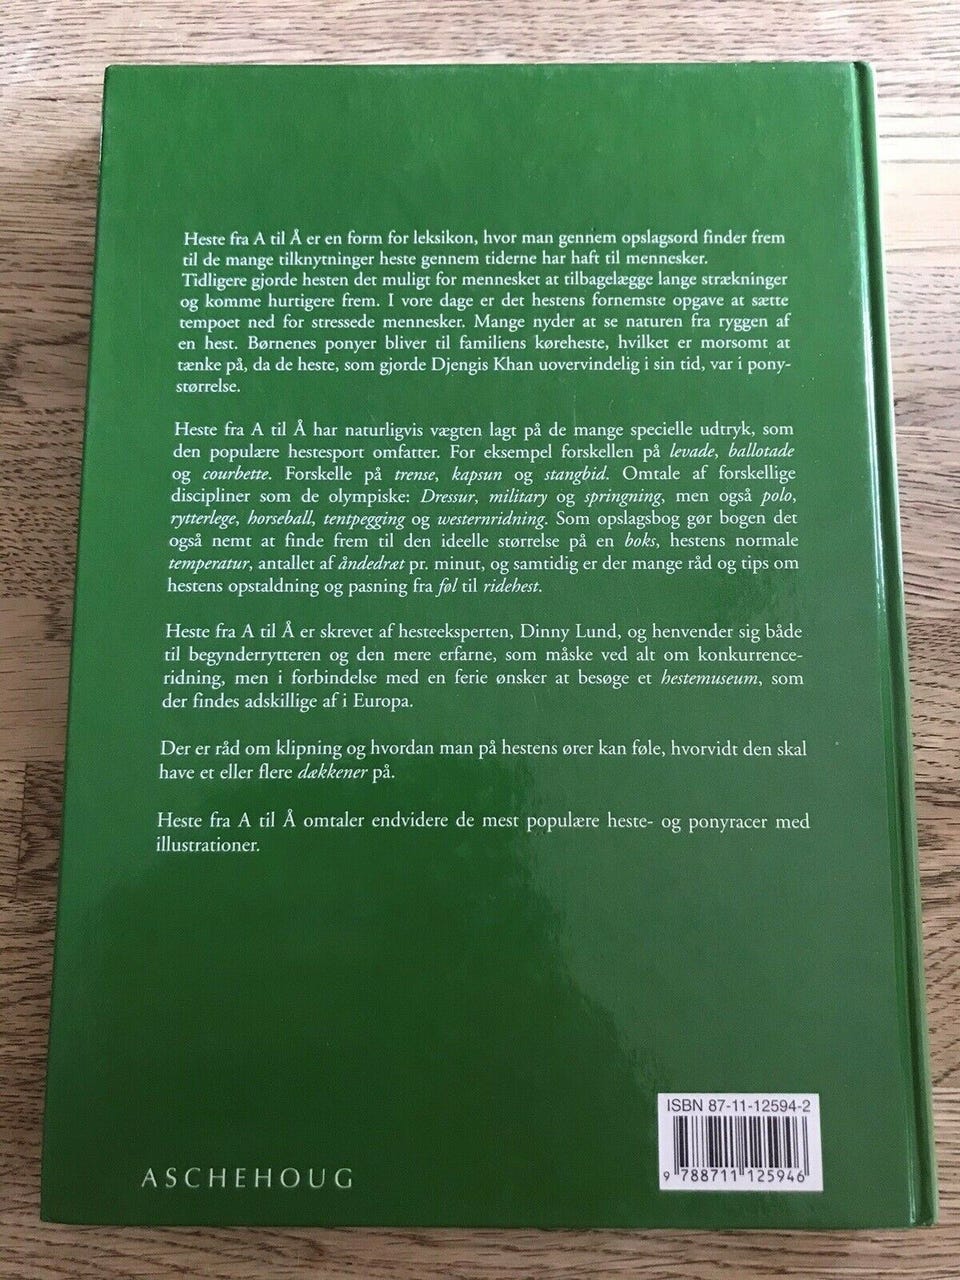 Heste fra A til Å er en form for leksikon, hvor man gennem opslagsord finder frem
til de mange tilknytninger heste gennem tiderne har haft til mennesker.
Tidligere gjorde hesten det muligt for mennesket at tilbagelægge lange strækninger
og komme hurtigere frem. I vore dage er det hestens fornemste opgave at sætte
tempoet ned for stressede mennesker. Mange nyder at se naturen fra ryggen af
en hest. Børnenes ponyer bliver til familiens køreheste, hvilket er morsomt at
tænke på, da de heste, som gjorde Djengis Khan uovervindelig i sin tid, var i pony-
størrelse.
Heste fra A til Å har naturligvis vægten lagt på de mange specielle udtryk, som
den populære hestesport omfatter. For eksempel forskellen på levade, ballotade
og courbette. Forskelle på trense, kapsun og stangbid. Omtale af forskellige
discipliner som de olympiske: Dressur, military og springning, men også polo,
rytterlege, horseball, tentpegging og westernridning. Som opslagsbog gør bogen det
også nemt at finde frem til den ideelle størrelse på en boks, hestens normale
temperatur, antallet af åndedræt pr. minut, og samtidig er der mange råd og tips om
hestens opstaldning og pasning fra føl til ridehest.
Heste fra A til Å er skrevet af hesteeksperten, Dinny Lund, og henvender sig både
til begynderrytteren og den mere erfarne, som måske ved alt om konkurrence-
ridning, men i forbindelse med en ferie ønsker at besøge et hestemuseum, som
der findes adskillige af i Europa.
Der er råd om klipning og hvordan man på hestens ører kan føle, hvorvidt den skal
have et eller flere dækkener på.
Heste fra A til Å omtaler endvidere de mest populære heste- og ponyracer med
illustrationer.
ISBN 87-11-12594-2
9 788711 125946
ASCHEHOUG